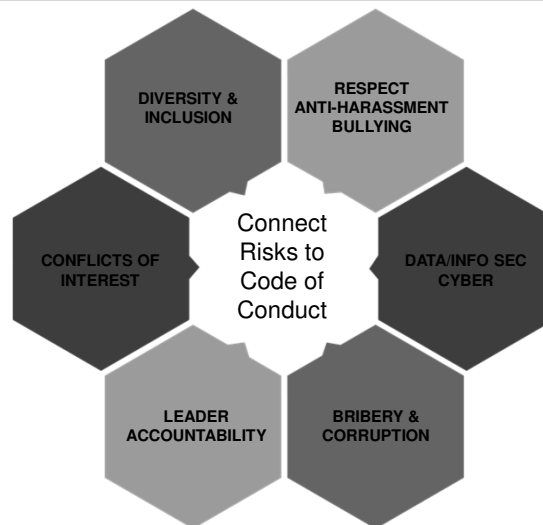 DIVERSITY &
INCLUSION
RESPECT
ANTI-HARASSMENT
BULLYING
CONFLICTS OF
INTEREST
Connect
Risks to
Code of
Conduct
DATA/INFO SEC
CYBER
LEADER
ACCOUNTABILITY
BRIBERY &
CORRUPTION